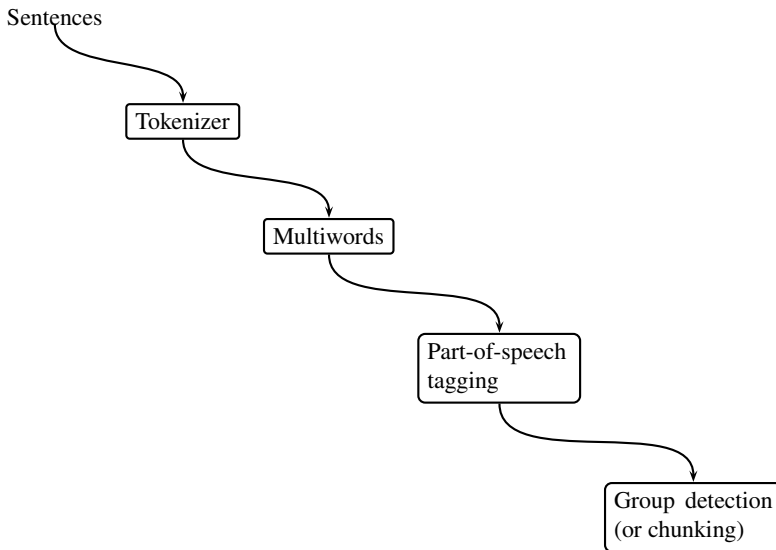 Sentences
Tokenizer
Multiwords
Part-of-speech
tagging
Group detection
(or chunking)